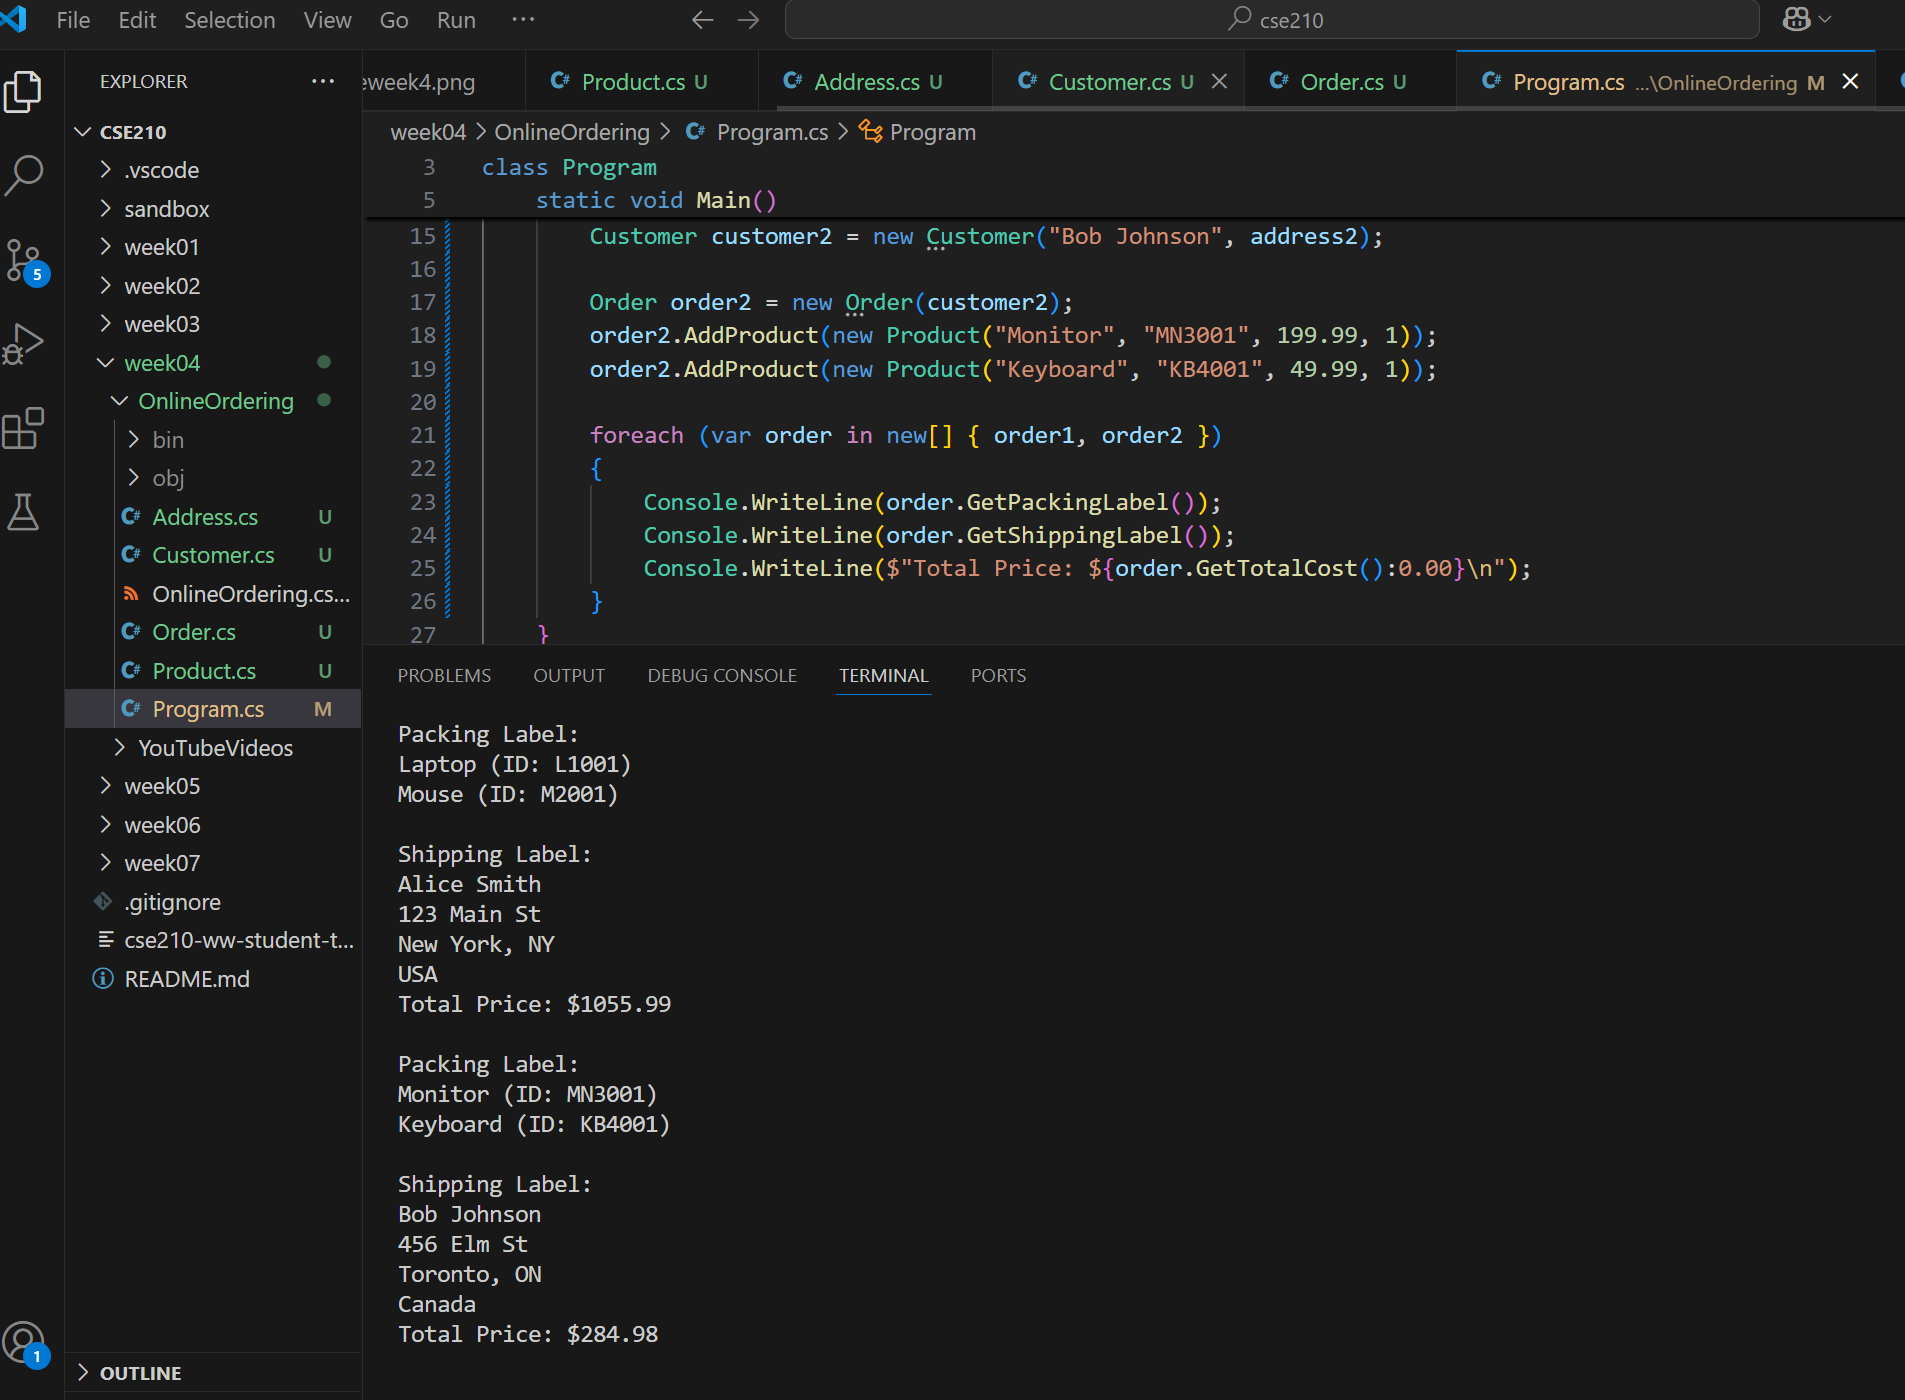 File Edit Selection View Go Run ··· cse210
EXPLORER ···
CSE210
.vscode
sandbox
week01
week02
week03
week04
OnlineOrdering
bin
obj
Address.cs U
Customer.cs U
OnlineOrdering.cs...
Order.cs U
Product.cs U
Program.cs M
YouTubeVideos
week05
week06
week07
.gitignore
cse210-ww-student-t...
README.md
OUTLINE
5
1
eweek4.png Product.cs U Address.cs U Customer.cs U Order.cs U Program.cs ...\OnlineOrdering M
week04 > OnlineOrdering > Program.cs > Program
3 class Program
5 static void Main()
15 Customer customer2 = new Customer("Bob Johnson", address2);
16
17 Order order2 = new Order(customer2);
18 order2.AddProduct(new Product("Monitor", "MN3001", 199.99, 1));
19 order2.AddProduct(new Product("Keyboard", "KB4001", 49.99, 1));
20
21 foreach (var order in new[] { order1, order2 })
22 {
23 Console.WriteLine(order.GetPackingLabel());
24 Console.WriteLine(order.GetShippingLabel());
25 Console.WriteLine($"Total Price: ${order.GetTotalCost():0.00}\n");
26 }
27 }
PROBLEMS OUTPUT DEBUG CONSOLE TERMINAL PORTS
Packing Label:
Laptop (ID: L1001)
Mouse (ID: M2001)
Shipping Label:
Alice Smith
123 Main St
New York, NY
USA
Total Price: $1055.99
Packing Label:
Monitor (ID: MN3001)
Keyboard (ID: KB4001)
Shipping Label:
Bob Johnson
456 Elm St
Toronto, ON
Canada
Total Price: $284.98